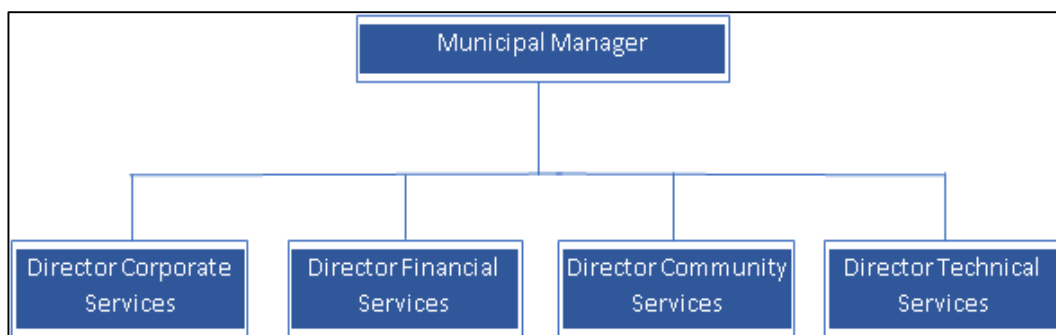 Municipal Manager
Director Corporate
Services
Director Financial
Services
Director Community
Services
Director Technical
Services